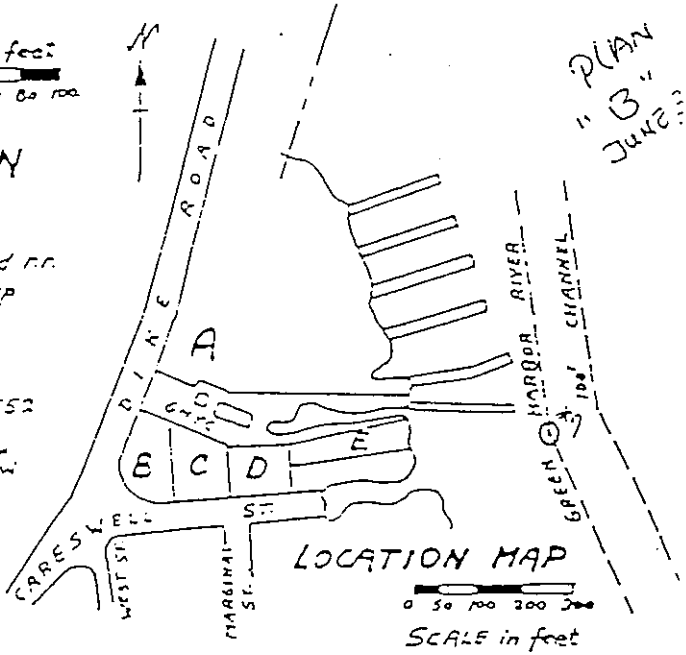 feet
80 100
N
N
PLAN
"B"
JUNE
DIKE ROAD
A
GHYC
B C D E
CARESWELL ST.
WEST ST.
MARGINAL ST.
GREEN HARBOR RIVER
CHANNEL
100'
LOCATION MAP
0 50 100 200
SCALE in feet